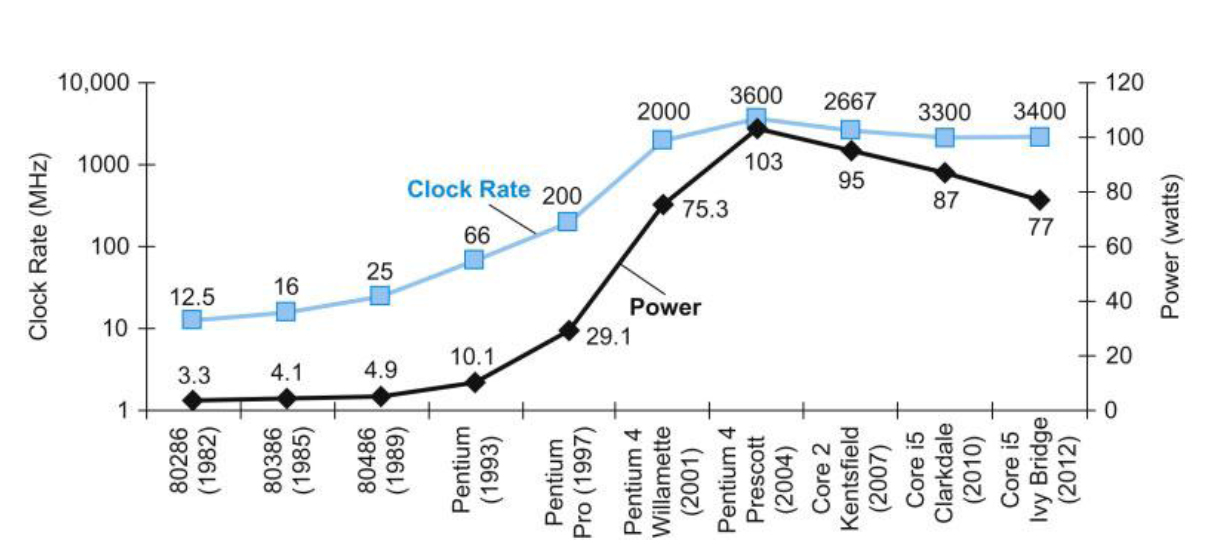 10,000
1000
100
10
1
Clock Rate (MHz)
120
100
80
60
40
20
0
Power (watts)
12.5
16
25
66
200
2000
3600
2667
3300
3400
Clock Rate
3.3
4.1
4.9
10.1
29.1
75.3
103
95
87
77
Power
80286
(1982)
80386
(1985)
80486
(1989)
Pentium
(1993)
Pentium
Pro (1997)
Pentium 4
Willamette
(2001)
Pentium 4
Prescott
(2004)
Core 2
Kentsfield
(2007)
Core i5
Clarkdale
(2010)
Core i5
Ivy Bridge
(2012)